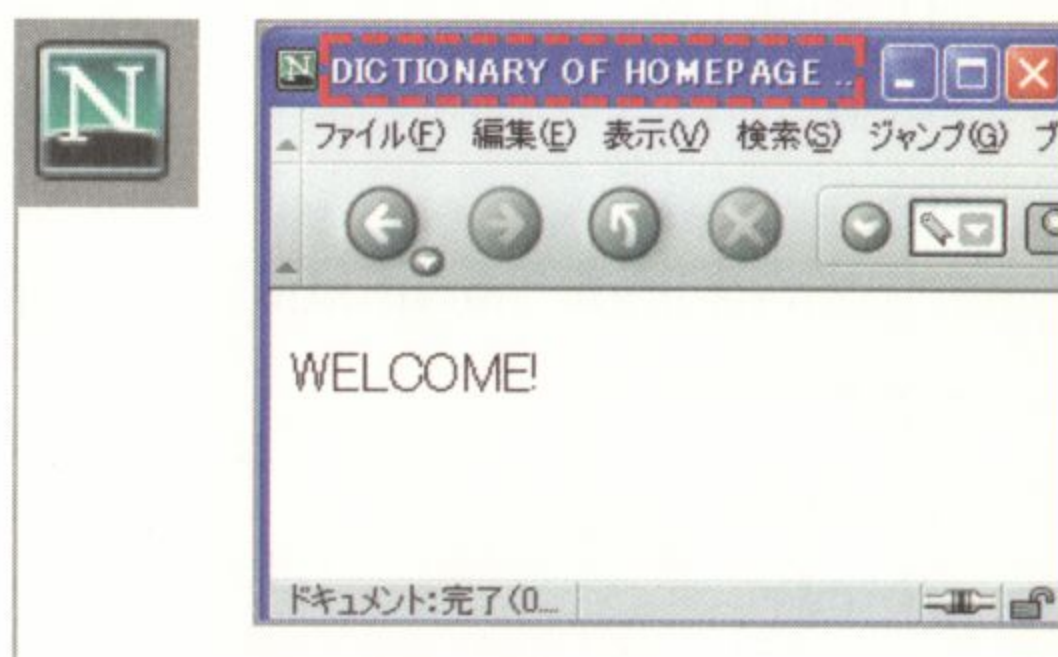 N
N DICTIONARY OF HOMEPAGE ..
ファイル(F) 編集(E) 表示(V) 検索(S) ジャンプ(G) プ
WELCOME!
ドキュメント:完了(0...